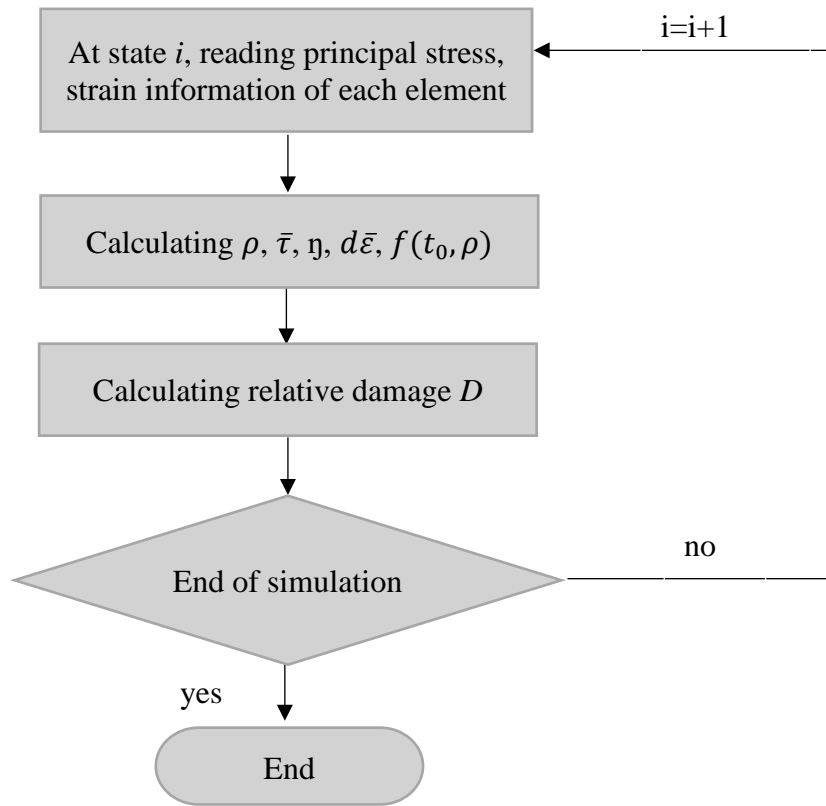 i=i+1
At state i, reading principal stress,
strain information of each element
Calculating ρ, τ̄, ŋ, dε̄, f(t₀, ρ)
Calculating relative damage D
End of simulation
no
yes
End